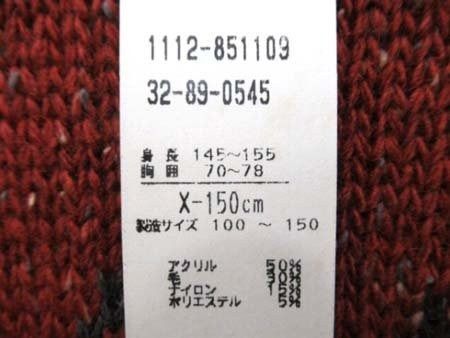 1112-851109
32-89-0545
身長 145~155
胸囲 70~78
X-150cm
製造サイズ 100 ~ 150
アクリル 50%
毛 30%
ナイロン 15%
ポリエステル 5%